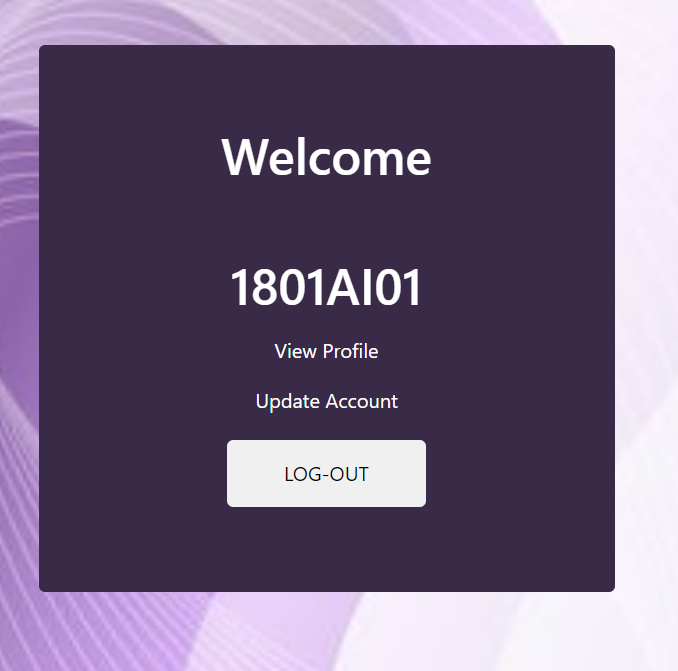 Welcome
1801AI01
View Profile
Update Account
LOG-OUT